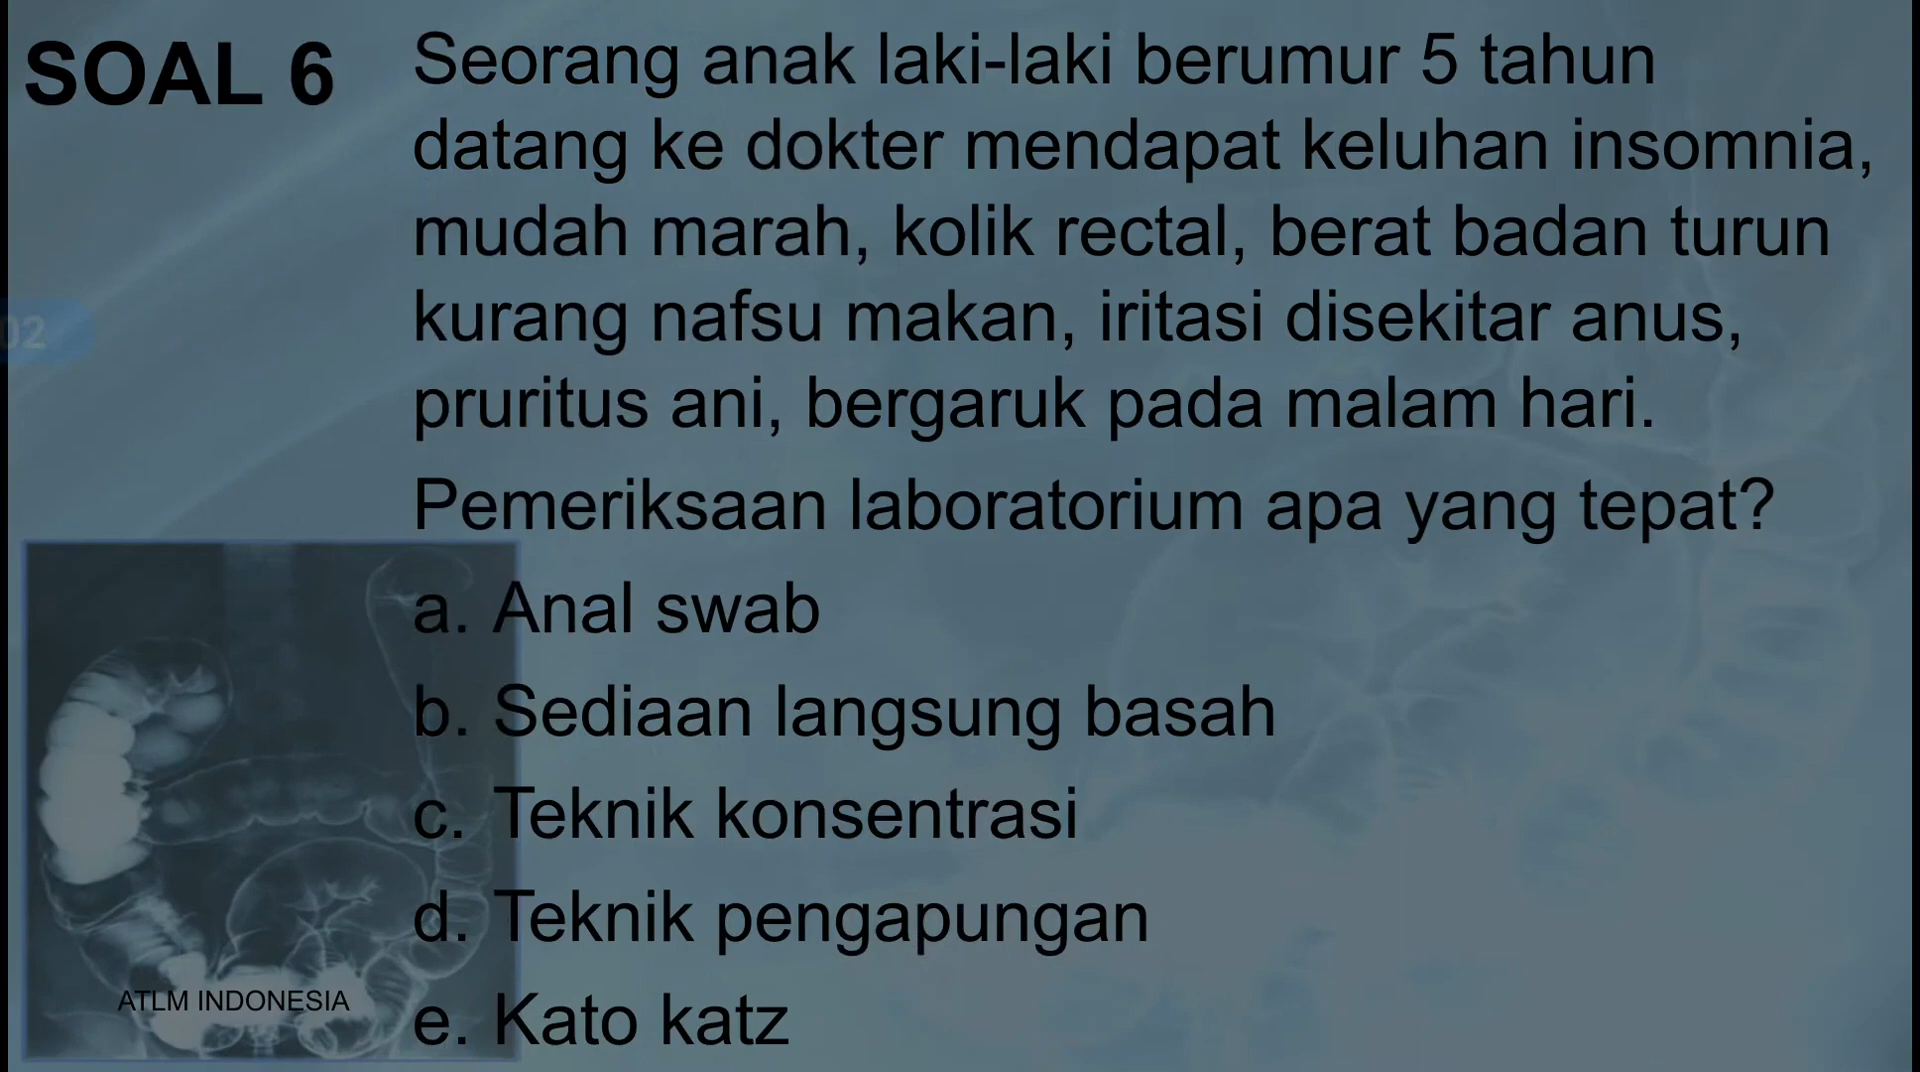 SOAL 6
Seorang anak laki-laki berumur 5 tahun
datang ke dokter mendapat keluhan insomnia,
mudah marah, kolik rectal, berat badan turun
kurang nafsu makan, iritasi disekitar anus,
pruritus ani, bergaruk pada malam hari.
Pemeriksaan laboratorium apa yang tepat?
a. Anal swab
b. Sediaan langsung basah
c. Teknik konsentrasi
d. Teknik pengapungan
e. Kato katz
02
ATLM INDONESIA